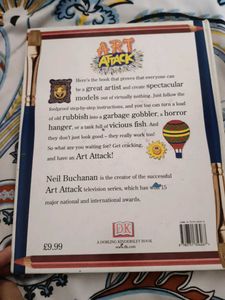 ART
ATTACK
Here's the book that proves that everyone can
be a great artist and create spectacular
models out of virtually nothing. Just follow the
foolproof step-by-step instructions, and you too can turn a load
of old rubbish into a garbage gobbler, a horror
hanger, or a tank full of vicious fish. And
they don't just look good – they really work too!
So what are you waiting for? Get cracking,
and have an Art Attack!
Neil Buchanan is the creator of the successful
Art Attack television series, which has won 15
major national and international awards.
£9.99
DK
A DORLING KINDERSLEY BOOK
www.dk.com